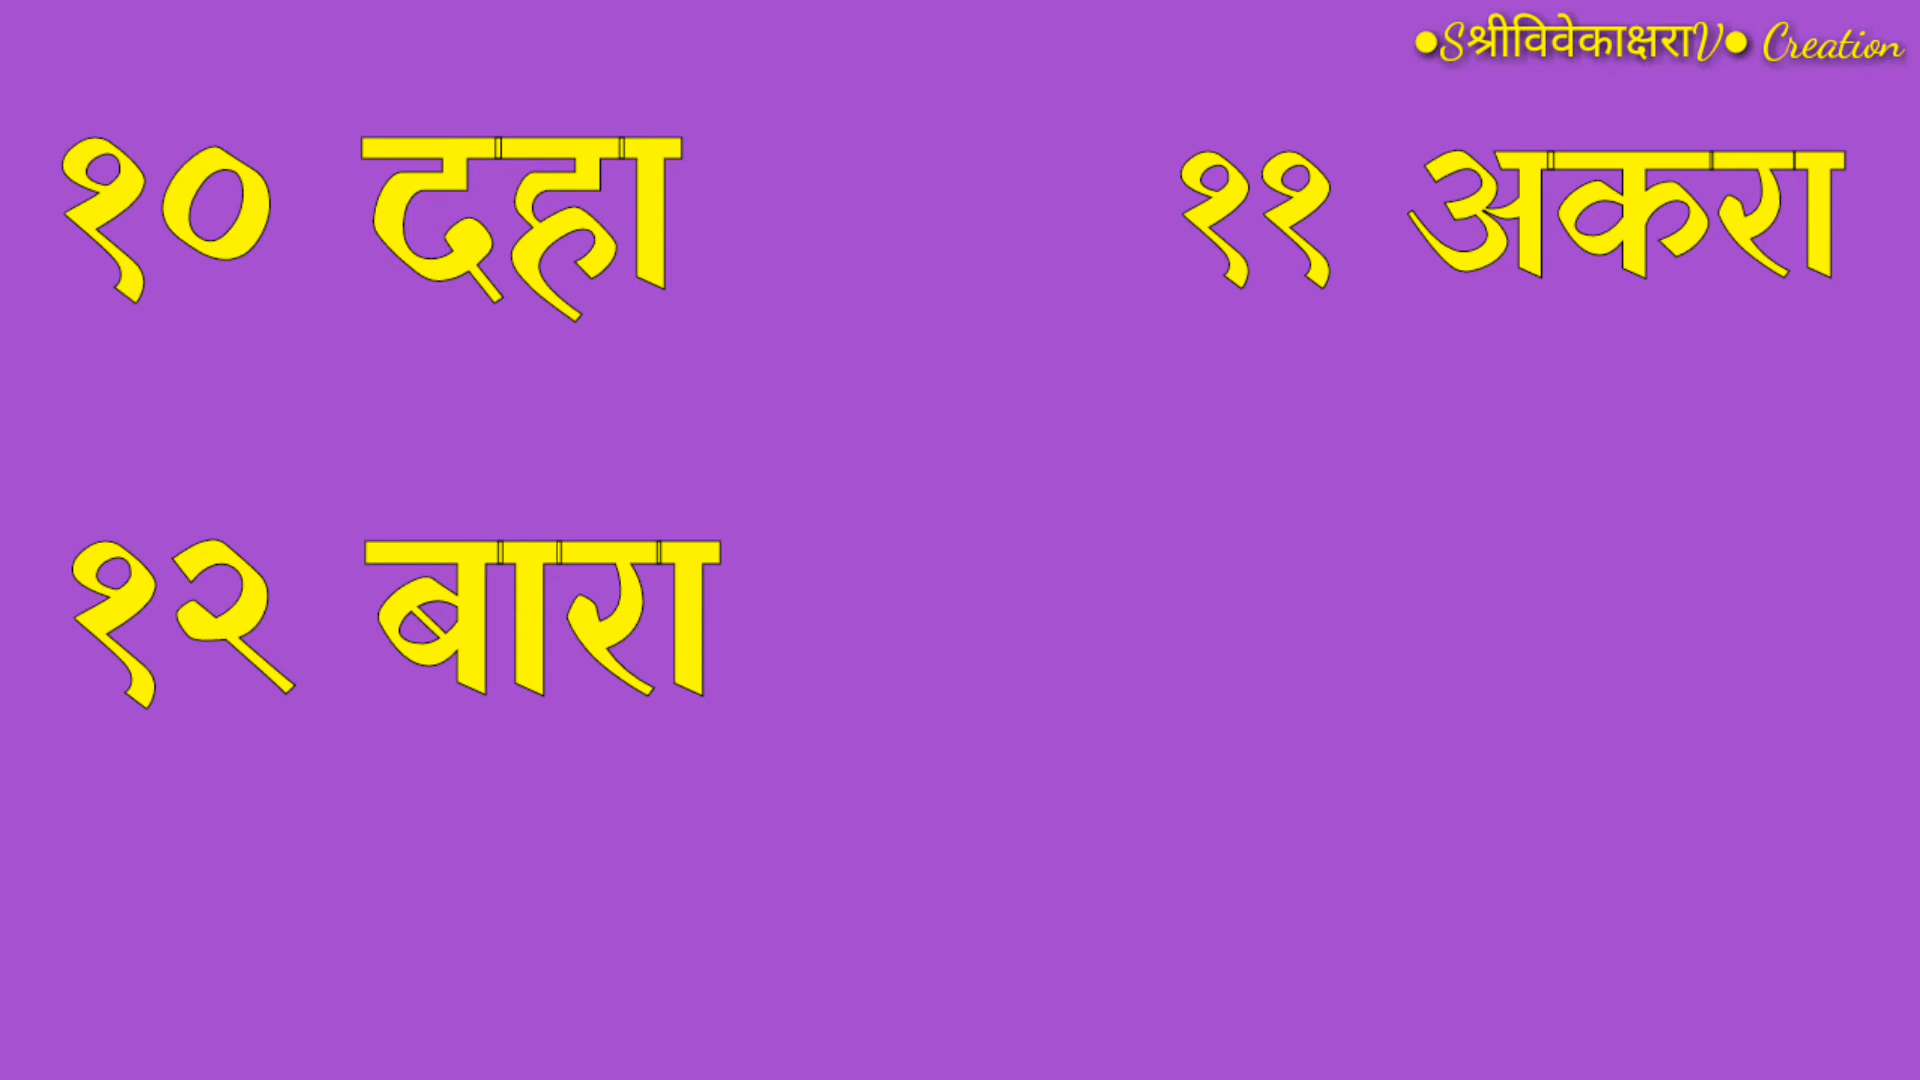 ●Sश्रीविवेकाक्षराV● Creation
१० दहा
११ अकरा
१२ बारा